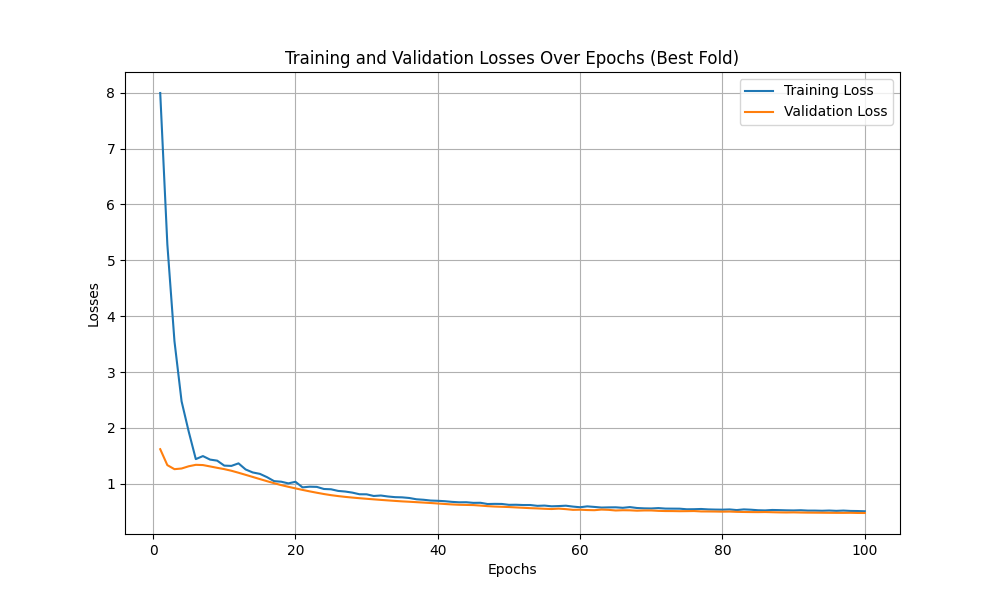 Training and Validation Losses Over Epochs (Best Fold)
Training Loss
Validation Loss
8
7
6
5
4
3
2
1
Losses
0 20 40 60 80 100
Epochs